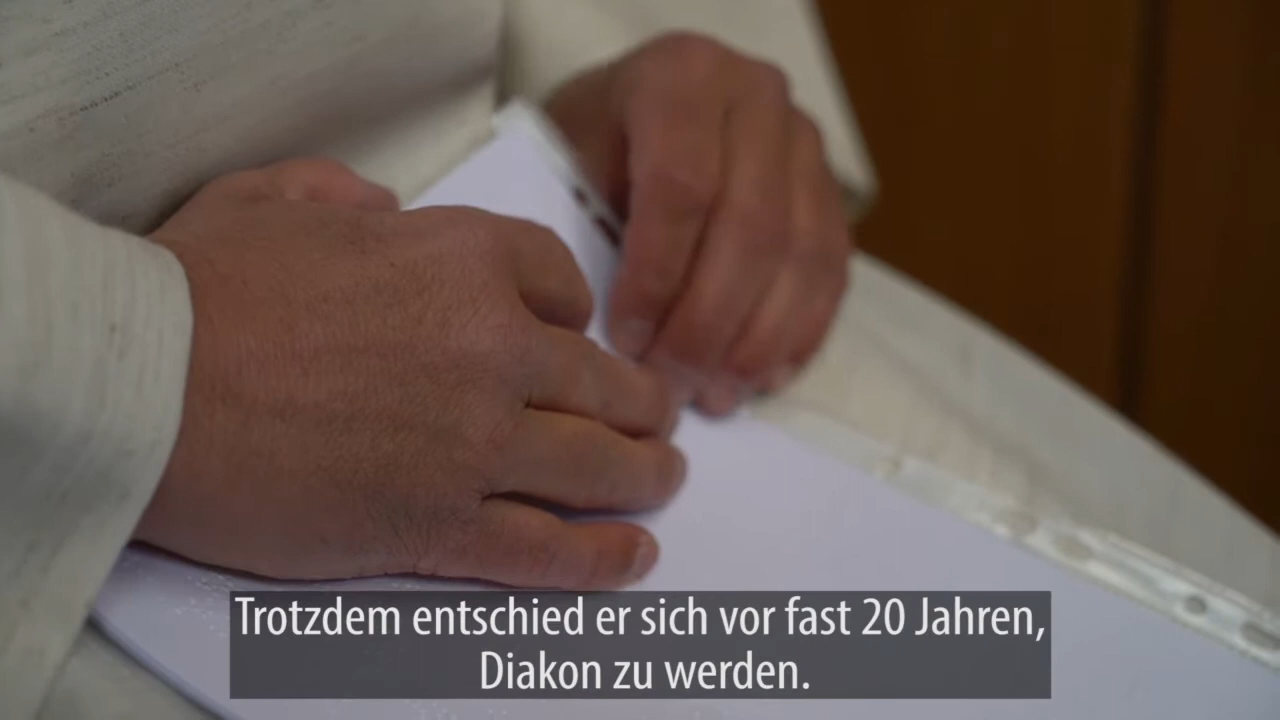 Trotzdem entschied er sich vor fast 20 Jahren,
Diakon zu werden.